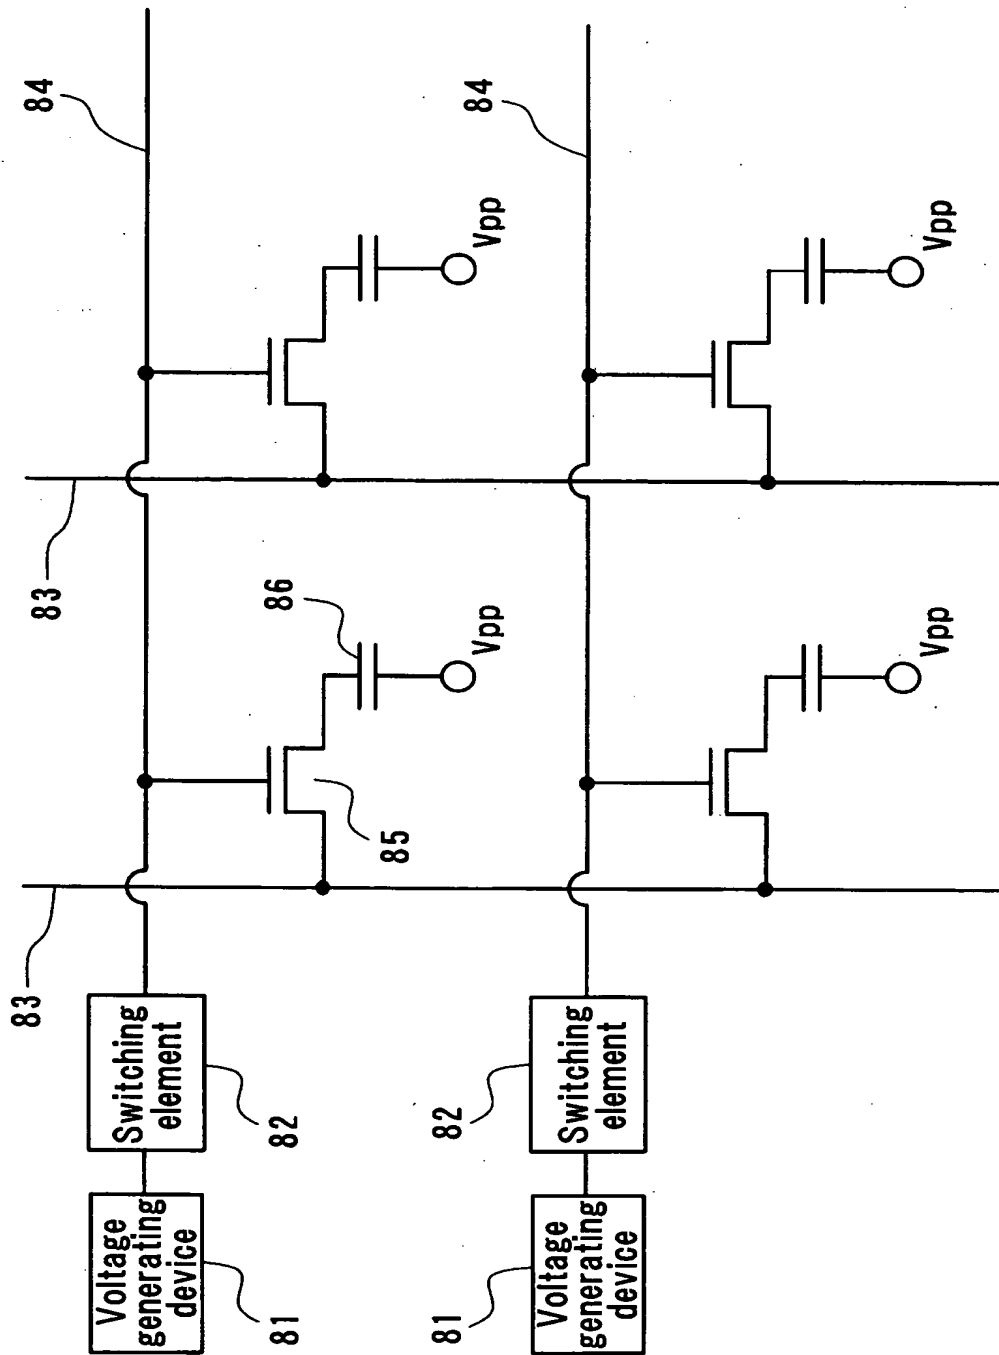 83
83
84
Voltage
generating
device
Switching
element
81
82
86
85
Vpp
Vpp
81
82
84
Voltage
generating
device
Switching
element
Vpp
Vpp